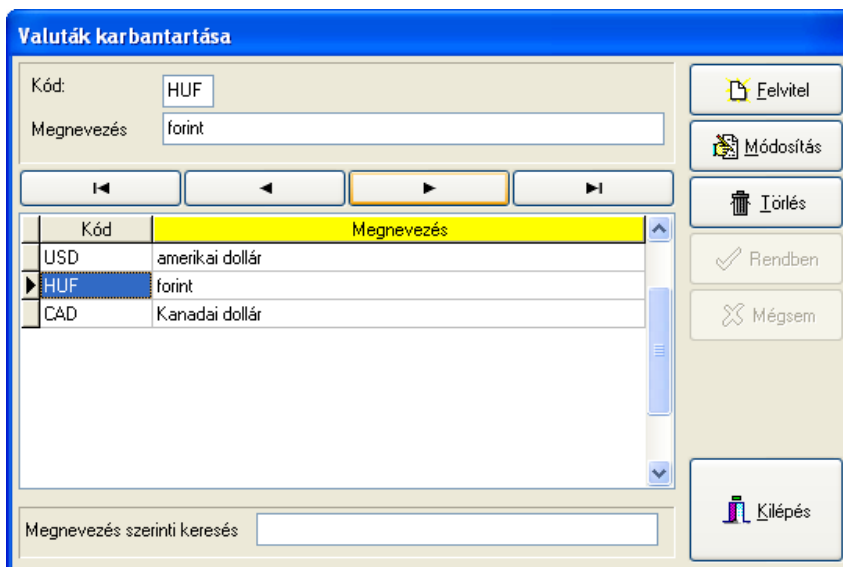 Valuták karbantartása
Kód: HUF
Megnevezés forint
Felvitel
Módosítás
Törlés
Rendben
Mégsem
Kód Megnevezés
USD amerikai dollár
HUF forint
CAD Kanadai dollár
Megnevezés szerinti keresés
Kilépés